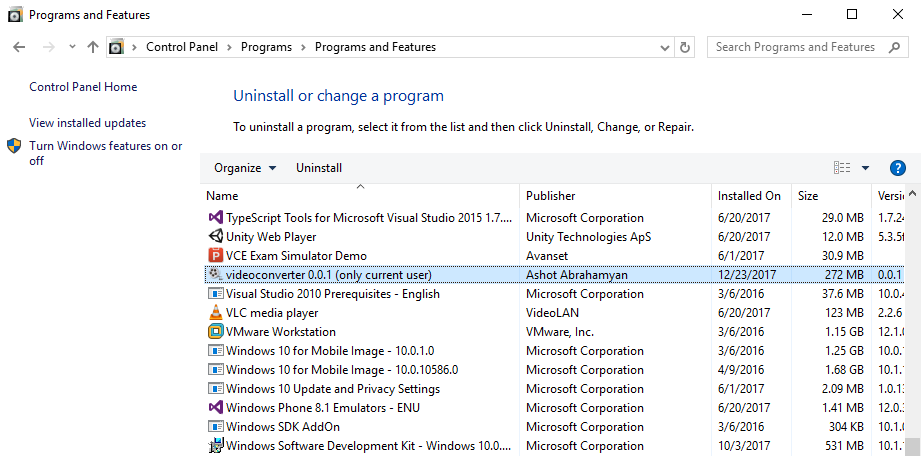 Programs and Features
Control Panel Programs Programs and Features
Search Programs and Features
Control Panel Home
View installed updates
Turn Windows features on or
off
Uninstall or change a program
To uninstall a program, select it from the list and then click Uninstall, Change, or Repair.
Organize Uninstall
Name Publisher Installed On Size
TypeScript Tools for Microsoft Visual Studio 2015 1.7.... Microsoft Corporation 6/20/2017 29.0 MB 1.7.24
Unity Web Player Unity Technologies ApS 6/20/2017 12.0 MB 5.3.5f
VCE Exam Simulator Demo Avanset 6/1/2017 30.9 MB
videoconverter 0.0.1 (only current user) Ashot Abrahamyan 12/23/2017 272 MB 0.0.1
Visual Studio 2010 Prerequisites - English Microsoft Corporation 3/6/2016 37.6 MB 10.0.4
VLC media player VideoLAN 6/20/2017 123 MB 2.2.6
VMware Workstation VMware, Inc. 3/6/2016 1.15 GB 12.1.0
Windows 10 for Mobile Image - 10.0.1.0 Microsoft Corporation 3/6/2016 1.25 GB 10.0.1
Windows 10 for Mobile Image - 10.0.10586.0 Microsoft Corporation 4/9/2016 1.68 GB 10.1.1
Windows 10 Update and Privacy Settings Microsoft Corporation 6/1/2017 2.09 MB 1.0.13
Windows Phone 8.1 Emulators - ENU Microsoft Corporation 6/20/2017 1.41 MB 12.0.3
Windows SDK AddOn Microsoft Corporation 3/6/2016 304 KB 10.1.0
Windows Software Development Kit - Windows 10.0.... Microsoft Corporation 10/3/2017 531 MB 10.1.1